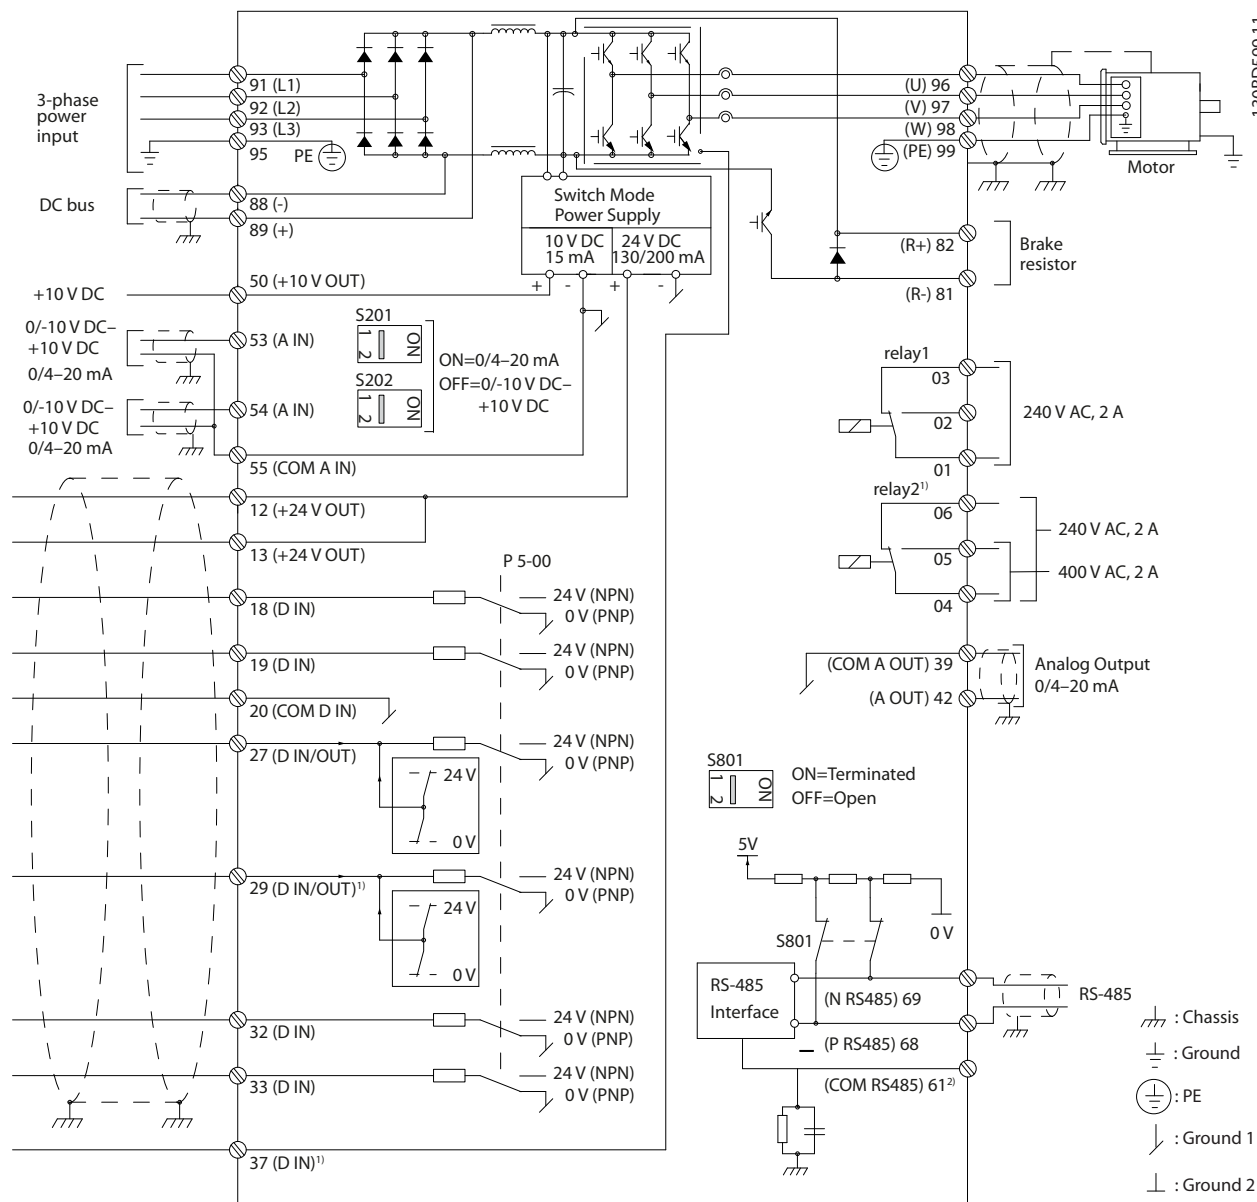 130BD599.11
3-phase
power
input
91 (L1)
92 (L2)
93 (L3)
95
PE
(U) 96
(V) 97
(W) 98
(PE) 99
Motor
DC bus
88 (-)
89 (+)
Switch Mode
Power Supply
10 V DC
15 mA
24 V DC
130/200 mA
+ - + -
(R+) 82
(R-) 81
Brake
resistor
+10 V DC
50 (+10 V OUT)
0/-10 V DC–
+10 V DC
0/4–20 mA
53 (A IN)
0/-10 V DC–
+10 V DC
0/4–20 mA
54 (A IN)
55 (COM A IN)
S201
1 2
ON
S202
1 2
ON
ON=0/4–20 mA
OFF=0/-10 V DC–
+10 V DC
relay1
03
02
01
240 V AC, 2 A
relay2¹⁾
06
05
04
240 V AC, 2 A
400 V AC, 2 A
12 (+24 V OUT)
13 (+24 V OUT)
P 5-00
18 (D IN)
24 V (NPN)
0 V (PNP)
19 (D IN)
24 V (NPN)
0 V (PNP)
20 (COM D IN)
27 (D IN/OUT)
24 V (NPN)
0 V (PNP)
24 V
0 V
29 (D IN/OUT)¹⁾
24 V (NPN)
0 V (PNP)
24 V
0 V
32 (D IN)
24 V (NPN)
0 V (PNP)
33 (D IN)
24 V (NPN)
0 V (PNP)
37 (D IN)¹⁾
(COM A OUT) 39
(A OUT) 42
Analog Output
0/4–20 mA
S801
1 2
ON
ON=Terminated
OFF=Open
5V
0 V
S801
RS-485
Interface
(N RS485) 69
(P RS485) 68
(COM RS485) 61²⁾
RS-485
: Chassis
: Ground
: PE
: Ground 1
: Ground 2